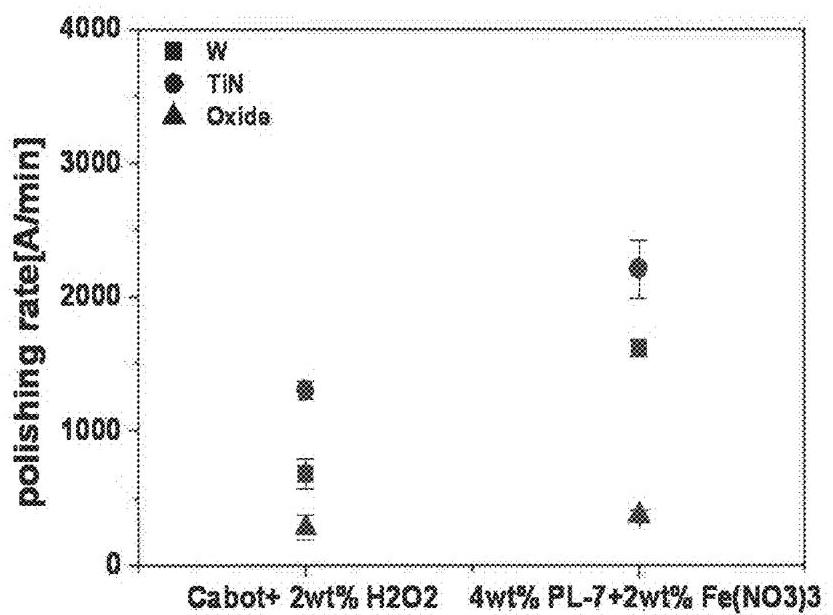 4000
W
TiN
Oxide
3000
2000
1000
0
polishing rate[A/min]
Cabot+ 2wt% H2O2
4wt% PL-7+2wt% Fe(NO3)3